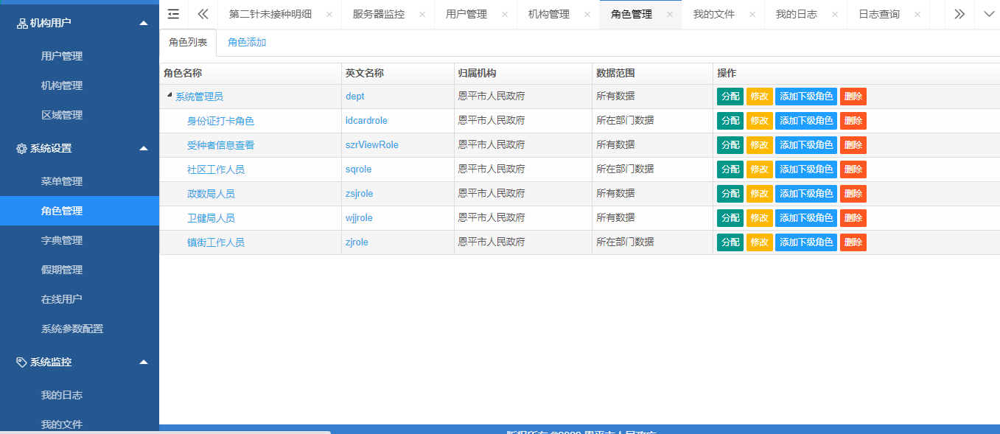 机构用户
用户管理
机构管理
区域管理
系统设置
菜单管理
角色管理
字典管理
假期管理
在线用户
系统参数配置
系统监控
我的日志
我的文件
第二针未接种明细 服务器监控 用户管理 机构管理 角色管理 我的文件 我的日志 日志查询
角色列表 角色添加
角色名称 英文名称 归属机构 数据范围 操作
系统管理员 dept 恩平市人民政府 所有数据 分配 修改 添加下级角色 删除
身份证打卡角色 idcardrole 恩平市人民政府 所在部门数据 分配 修改 添加下级角色 删除
受种者信息查看 szrViewRole 恩平市人民政府 所有数据 分配 修改 添加下级角色 删除
社区工作人员 sqrole 恩平市人民政府 所在部门数据 分配 修改 添加下级角色 删除
政数局人员 zsjrole 恩平市人民政府 所有数据 分配 修改 添加下级角色 删除
卫健局人员 wjjrole 恩平市人民政府 所有数据 分配 修改 添加下级角色 删除
镇街工作人员 zjrole 恩平市人民政府 所在部门数据 分配 修改 添加下级角色 删除